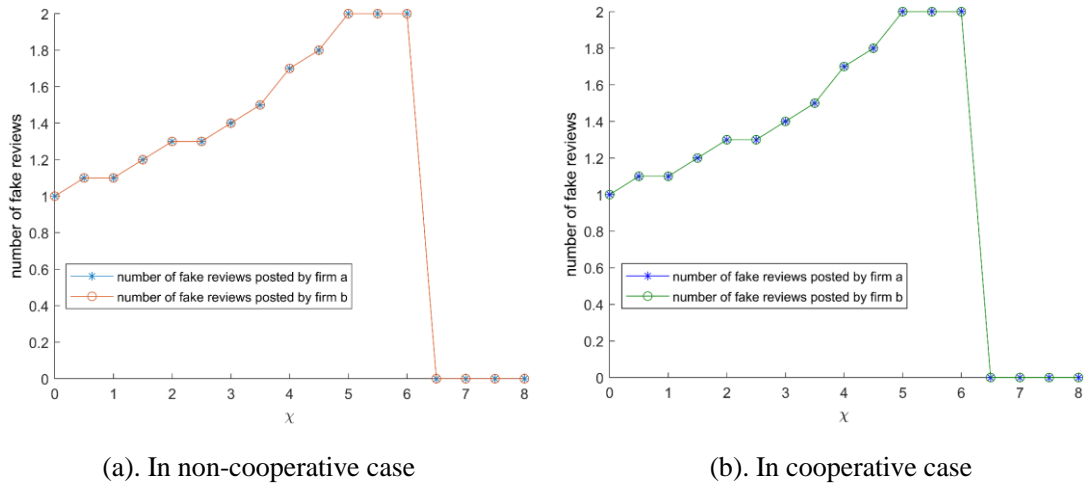 2
1.8
1.6
1.4
1.2
1
0.8
0.6
0.4
0.2
0
number of fake reviews
number of fake reviews posted by firm a
number of fake reviews posted by firm b
0 1 2 3 4 5 6 7 8
χ
(a). In non-cooperative case
2
1.8
1.6
1.4
1.2
1
0.8
0.6
0.4
0.2
0
number of fake reviews
number of fake reviews posted by firm a
number of fake reviews posted by firm b
0 1 2 3 4 5 6 7 8
χ
(b). In cooperative case